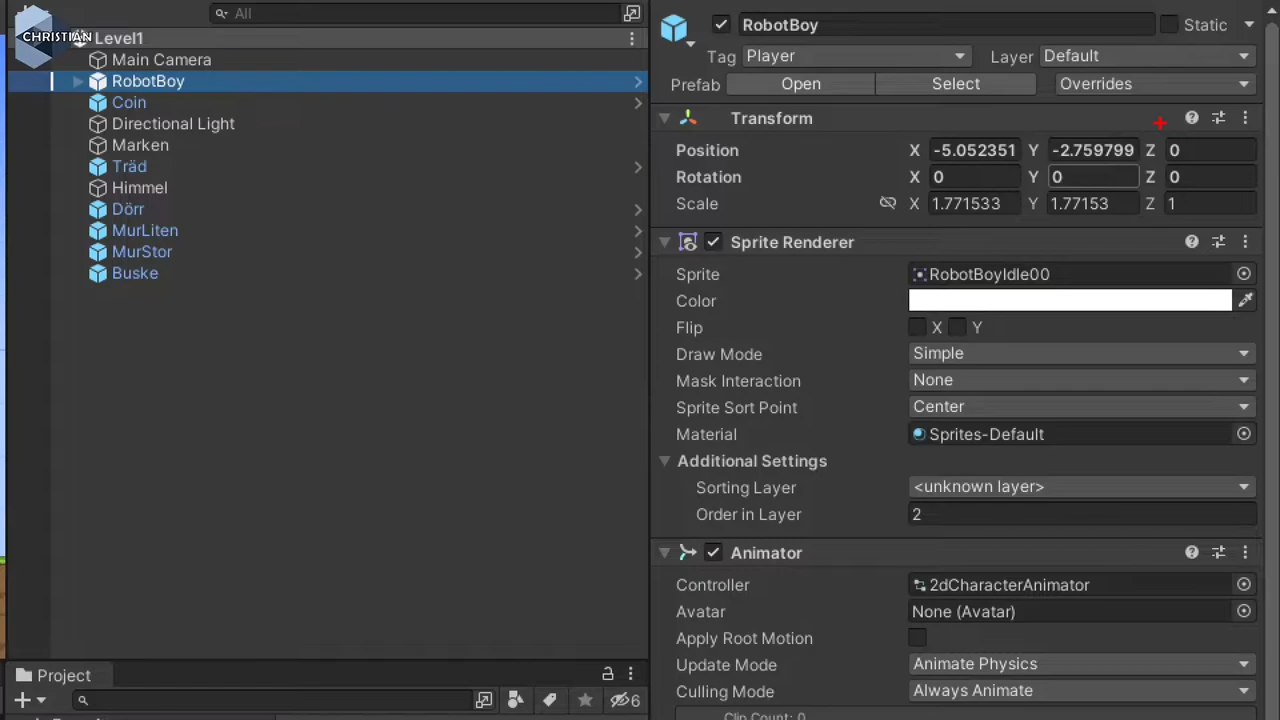 All
CHRISTIAN
Level1
Main Camera
RobotBoy
Coin
Directional Light
Marken
Träd
Himmel
Dörr
MurLiten
MurStor
Buske
Project
6
RobotBoy
Static
Tag Player Layer Default
Prefab Open Select Overrides
Transform
Position X -5.052351 Y -2.759799 Z 0
Rotation X 0 Y 0 Z 0
Scale X 1.771533 Y 1.77153 Z 1
Sprite Renderer
Sprite RobotBoyIdle00
Color
Flip X Y
Draw Mode Simple
Mask Interaction None
Sprite Sort Point Center
Material Sprites-Default
Additional Settings
Sorting Layer <unknown layer>
Order in Layer 2
Animator
Controller 2dCharacterAnimator
Avatar None (Avatar)
Apply Root Motion
Update Mode Animate Physics
Culling Mode Always Animate
Clip Count: 0